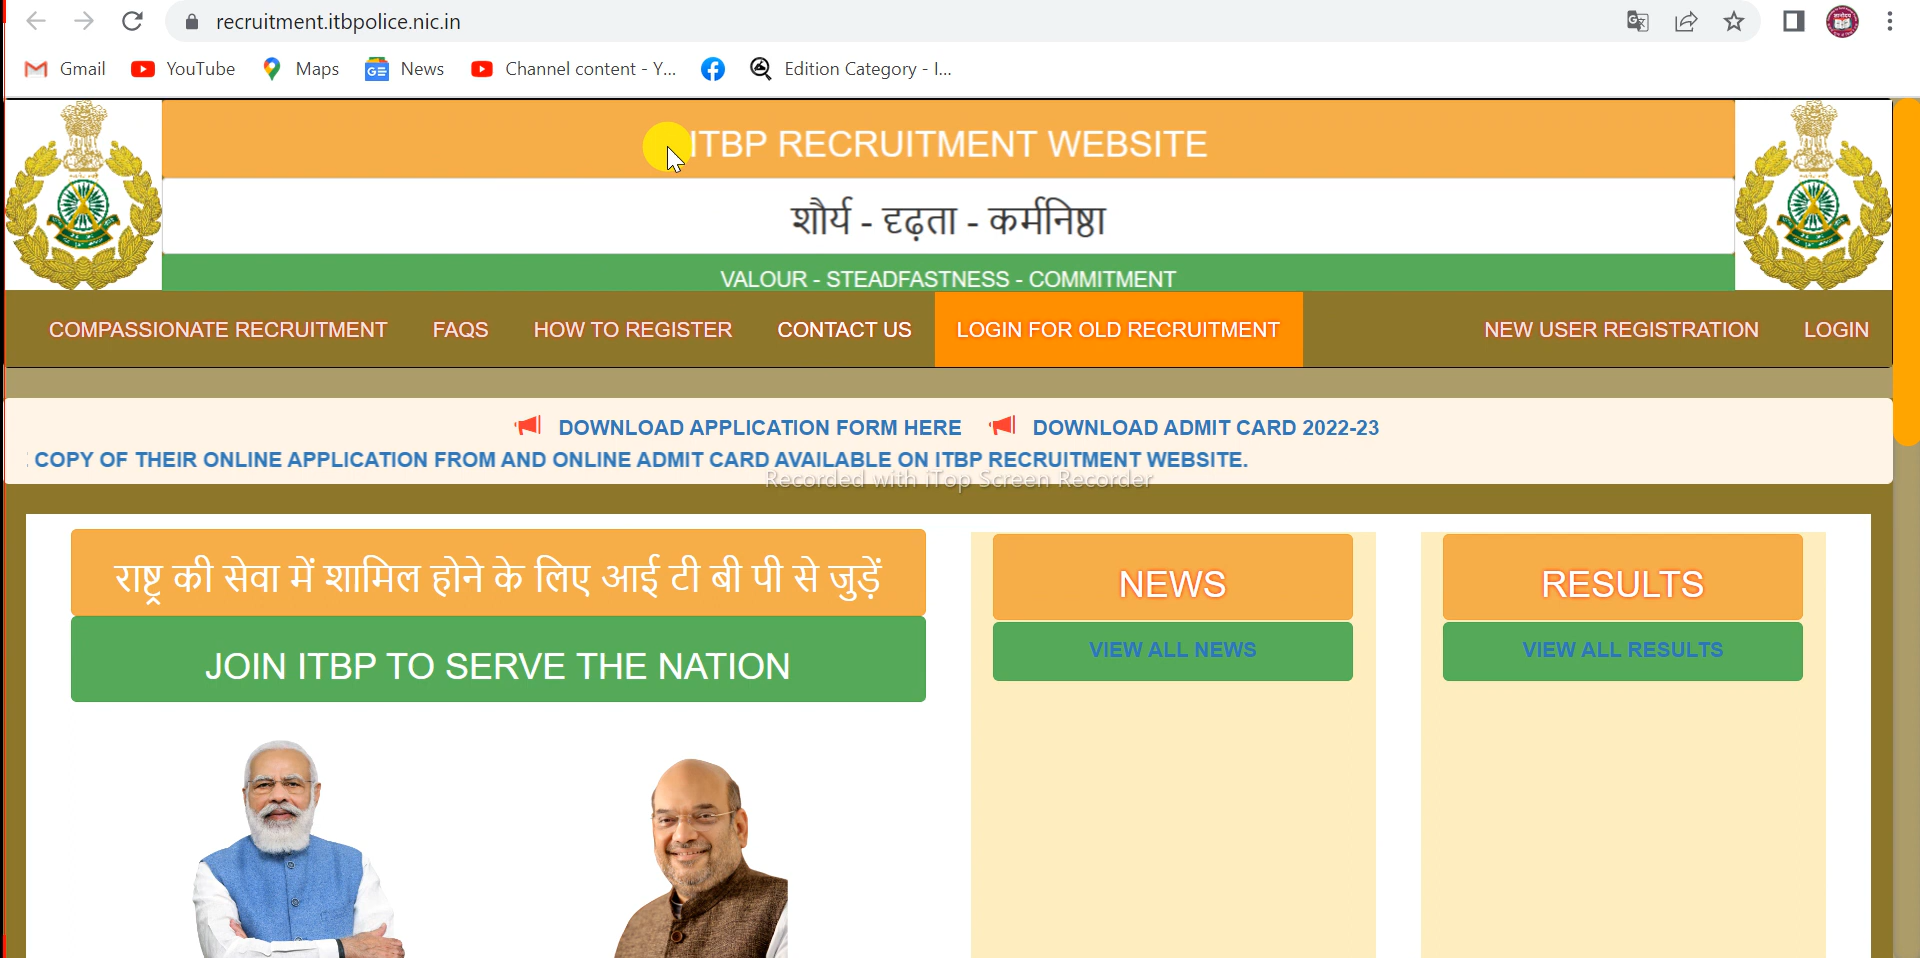 recruitment.itbpolice.nic.in
Gmail YouTube Maps News Channel content - Y... Edition Category - I...
ITBP RECRUITMENT WEBSITE
शौर्य - दृढ़ता - कर्मनिष्ठा
VALOUR - STEADFASTNESS - COMMITMENT
COMPASSIONATE RECRUITMENT FAQS HOW TO REGISTER CONTACT US LOGIN FOR OLD RECRUITMENT NEW USER REGISTRATION LOGIN
DOWNLOAD APPLICATION FORM HERE DOWNLOAD ADMIT CARD 2022-23
COPY OF THEIR ONLINE APPLICATION FROM AND ONLINE ADMIT CARD AVAILABLE ON ITBP RECRUITMENT WEBSITE.
Recorded with iTop Screen Recorder
राष्ट्र की सेवा में शामिल होने के लिए आई टी बी पी से जुड़ें
JOIN ITBP TO SERVE THE NATION
NEWS
VIEW ALL NEWS
RESULTS
VIEW ALL RESULTS